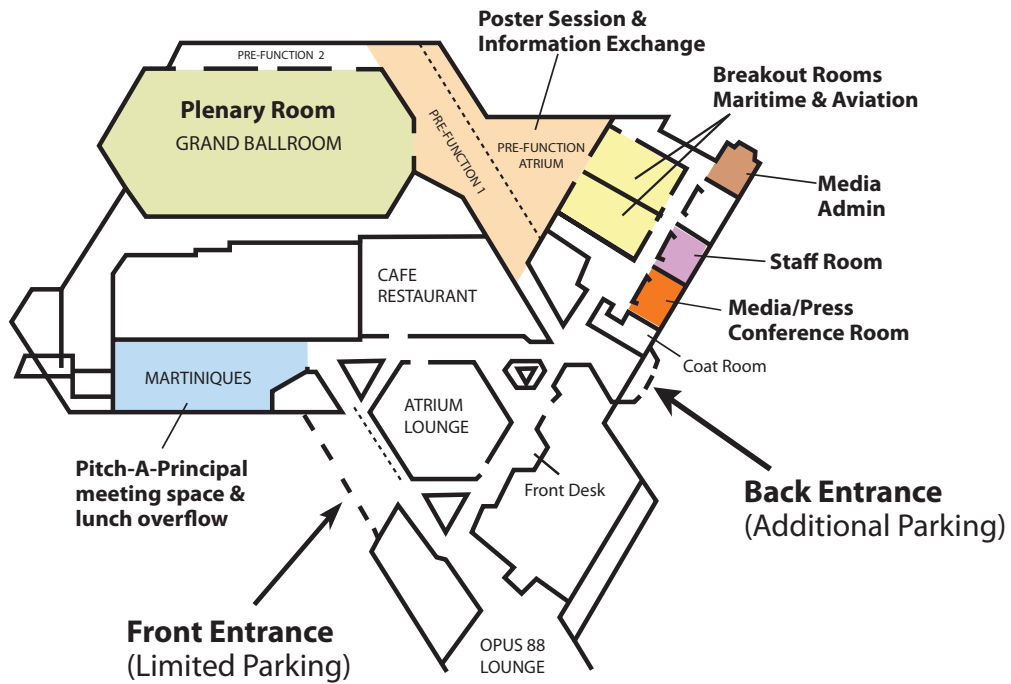 Poster Session &
Information Exchange
PRE-FUNCTION 2
Breakout Rooms
Maritime & Aviation
Plenary Room
GRAND BALLROOM
PRE-FUNCTION 1
PRE-FUNCTION
ATRIUM
Media
Admin
Staff Room
CAFE
RESTAURANT
Media/Press
Conference Room
Coat Room
MARTINIQUES
ATRIUM
LOUNGE
Pitch-A-Principal
meeting space &
lunch overflow
Front Desk
Back Entrance
(Additional Parking)
Front Entrance
(Limited Parking)
OPUS 88
LOUNGE